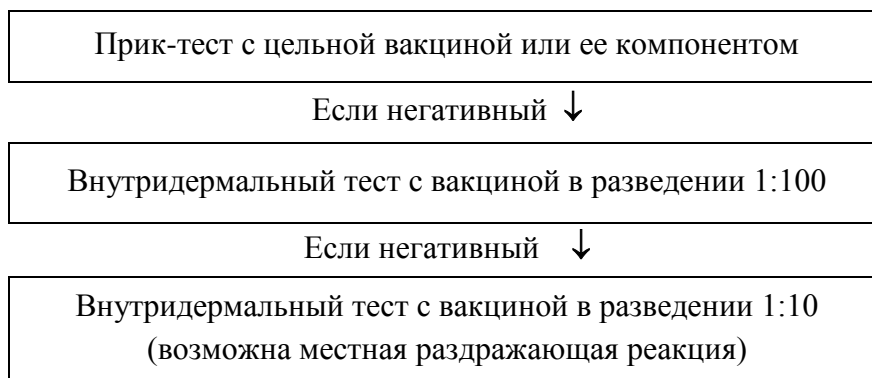 Прик-тест с цельной вакциной или ее компонентом
Если негативный ↓
Внутридермальный тест с вакциной в разведении 1:100
Если негативный ↓
Внутридермальный тест с вакциной в разведении 1:10
(возможна местная раздражающая реакция)